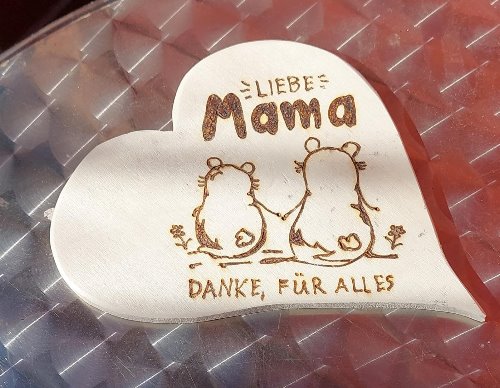 LIEBE
Mama
DANKE, FÜR ALLES